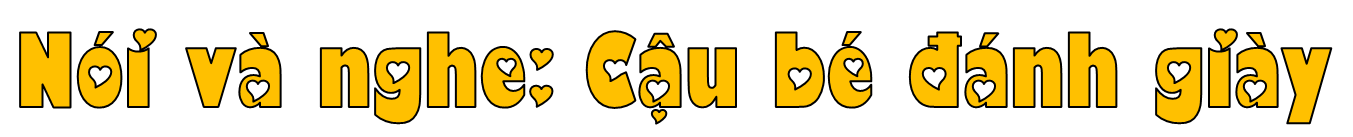 Nói và nghe: Cậu bé đánh giày